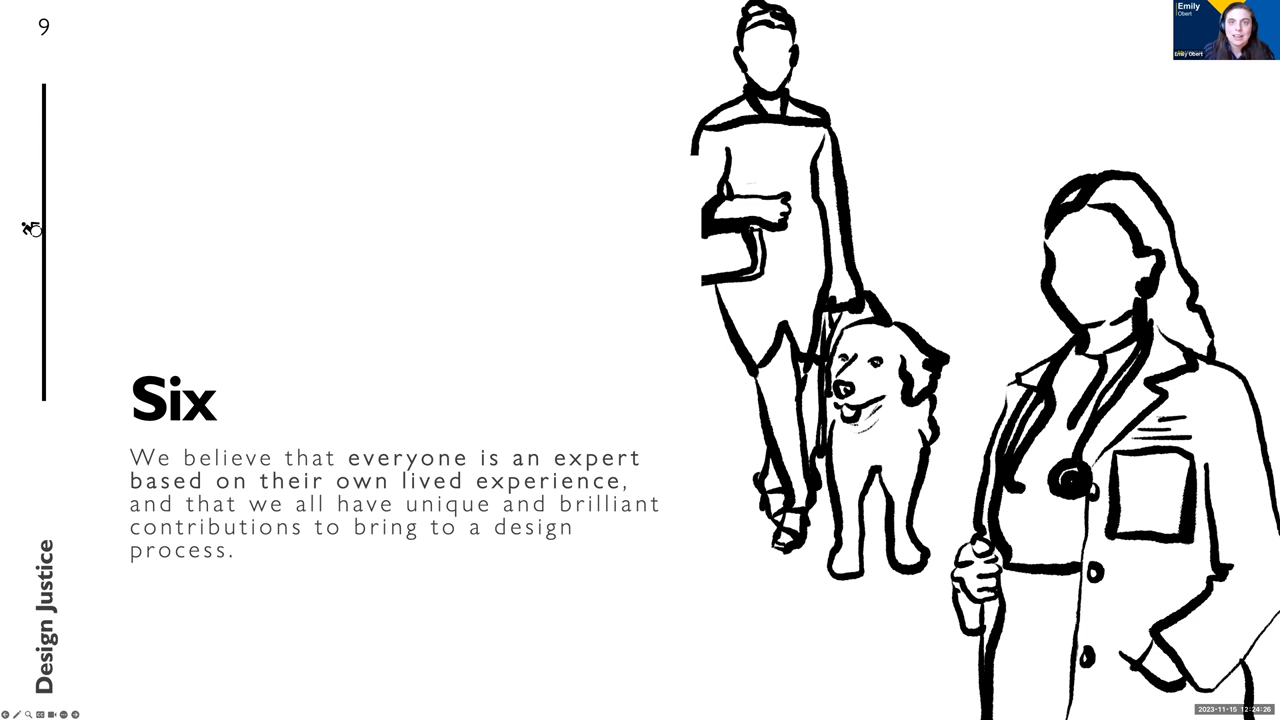 9
Emily
Obert
Emily Obert
Six
We believe that everyone is an expert
based on their own lived experience,
and that we all have unique and brilliant
contributions to bring to a design
process.
Design Justice
2023-11-15 12:24:26